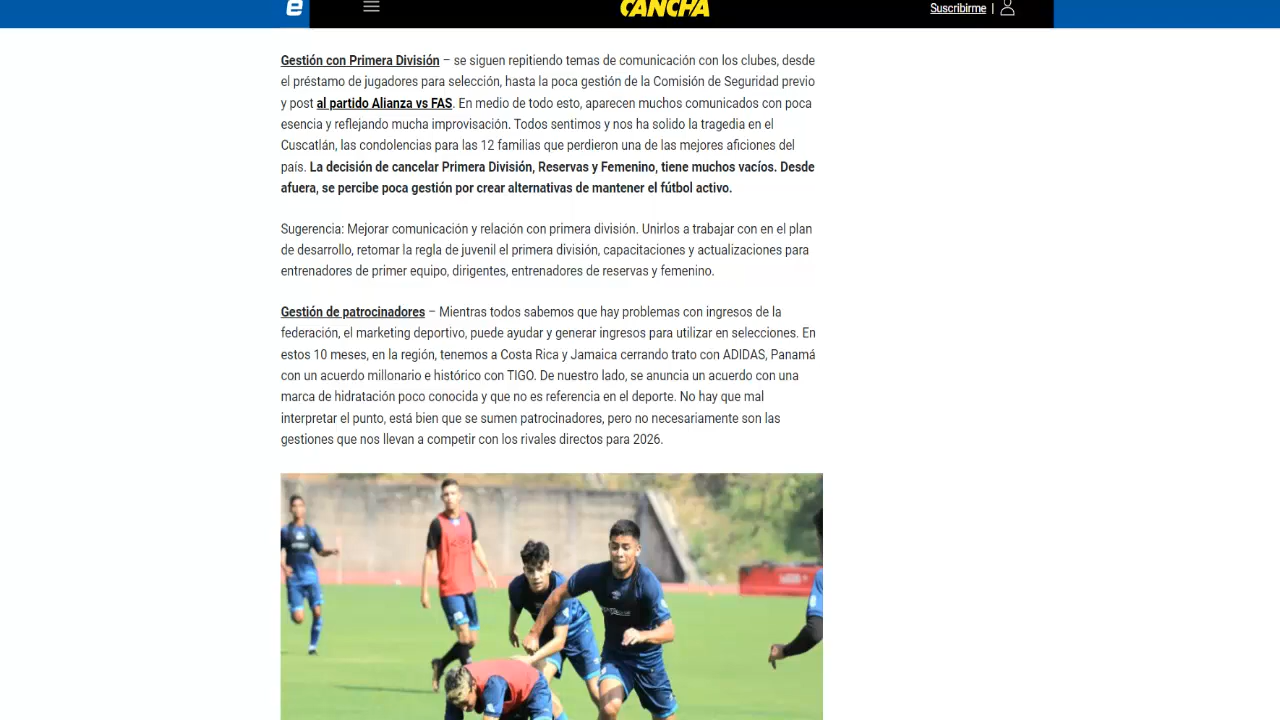 e
CANCHA
Suscribirme |
Gestión con Primera División – se siguen repitiendo temas de comunicación con los clubes, desde
el préstamo de jugadores para selección, hasta la poca gestión de la Comisión de Seguridad previo
y post al partido Alianza vs FAS. En medio de todo esto, aparecen muchos comunicados con poca
esencia y reflejando mucha improvisación. Todos sentimos y nos ha solido la tragedia en el
Cuscatlán, las condolencias para las 12 familias que perdieron una de las mejores aficiones del
país. La decisión de cancelar Primera División, Reservas y Femenino, tiene muchos vacíos. Desde
afuera, se percibe poca gestión por crear alternativas de mantener el fútbol activo.
Sugerencia: Mejorar comunicación y relación con primera división. Unirlos a trabajar con en el plan
de desarrollo, retomar la regla de juvenil el primera división, capacitaciones y actualizaciones para
entrenadores de primer equipo, dirigentes, entrenadores de reservas y femenino.
Gestión de patrocinadores – Mientras todos sabemos que hay problemas con ingresos de la
federación, el marketing deportivo, puede ayudar y generar ingresos para utilizar en selecciones. En
estos 10 meses, en la región, tenemos a Costa Rica y Jamaica cerrando trato con ADIDAS, Panamá
con un acuerdo millonario e histórico con TIGO. De nuestro lado, se anuncia un acuerdo con una
marca de hidratación poco conocida y que no es referencia en el deporte. No hay que mal
interpretar el punto, está bien que se sumen patrocinadores, pero no necesariamente son las
gestiones que nos llevan a competir con los rivales directos para 2026.